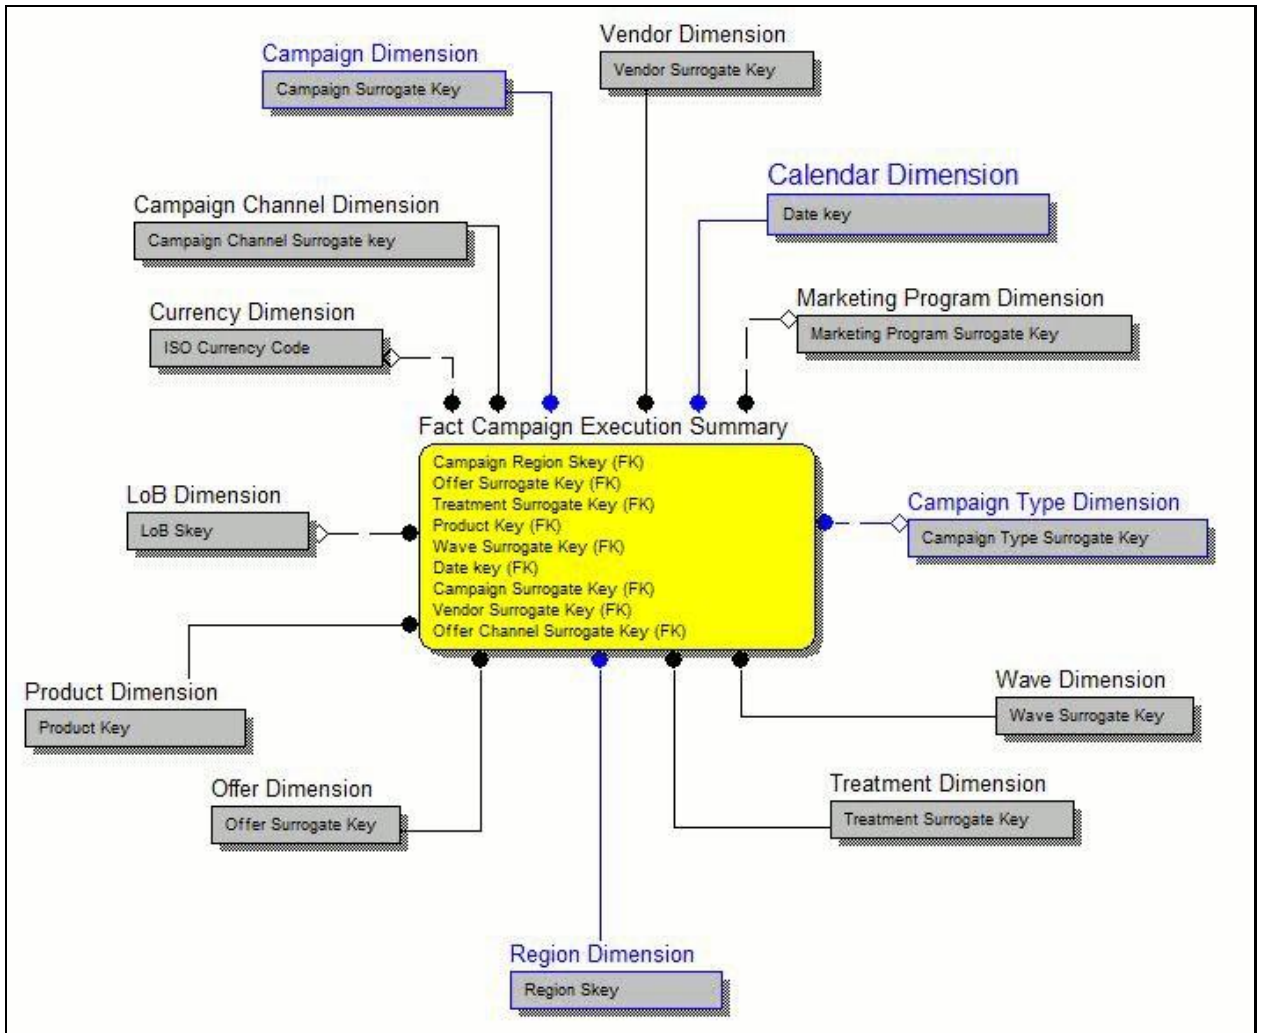 Vendor Dimension
Vendor Surrogate Key
Campaign Dimension
Campaign Surrogate Key
Calendar Dimension
Date key
Campaign Channel Dimension
Campaign Channel Surrogate key
Marketing Program Dimension
Marketing Program Surrogate Key
Currency Dimension
ISO Currency Code
Fact Campaign Execution Summary
Campaign Region Skey (FK)
Offer Surrogate Key (FK)
Treatment Surrogate Key (FK)
Product Key (FK)
Wave Surrogate Key (FK)
Date key (FK)
Campaign Surrogate Key (FK)
Vendor Surrogate Key (FK)
Offer Channel Surrogate Key (FK)
LoB Dimension
LoB Skey
Campaign Type Dimension
Campaign Type Surrogate Key
Product Dimension
Product Key
Wave Dimension
Wave Surrogate Key
Offer Dimension
Offer Surrogate Key
Treatment Dimension
Treatment Surrogate Key
Region Dimension
Region Skey